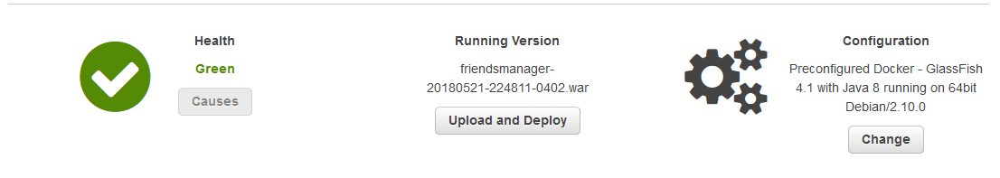 Health
Green
Causes
Running Version
friendsmanager-
20180521-224811-0402.war
Upload and Deploy
Configuration
Preconfigured Docker - GlassFish
4.1 with Java 8 running on 64bit
Debian/2.10.0
Change